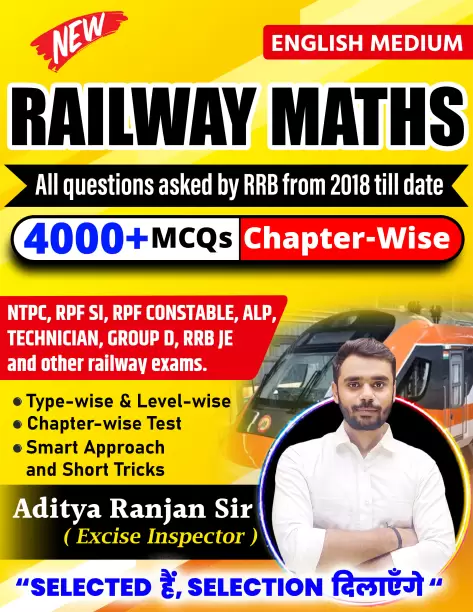 NEW
ENGLISH MEDIUM
RAILWAY MATHS
All questions asked by RRB from 2018 till date
4000+ MCQs Chapter-Wise
NTPC, RPF SI, RPF CONSTABLE, ALP,
TECHNICIAN, GROUP D, RRB JE
and other railway exams.
• Type-wise & Level-wise
• Chapter-wise Test
• Smart Approach
and Short Tricks
Aditya Ranjan Sir
( Excise Inspector )
“SELECTED हैं, SELECTION दिलाएँगे “